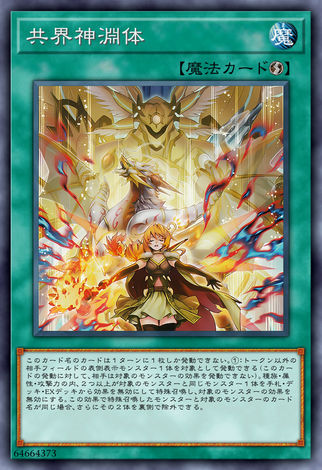 共界神淵体
魔
【魔法カード】
このカード名のカードは１ターンに１枚しか発動できない。①：トークン以外の
相手フィールドの表側表示モンスター１体を対象として発動できる（このカー
ドの発動に対して、相手は対象のモンスターの効果を発動できない）。種族・属
性・攻撃力の内、２つ以上が対象のモンスターと同じモンスター１体を手札・デ
ッキ・EXデッキから効果を無効にして特殊召喚し、対象のモンスターの効果を
無効にする。この効果で特殊召喚したモンスターと対象のモンスターのカード
名が同じ場合、さらにその２体を裏側で除外できる。
64664373